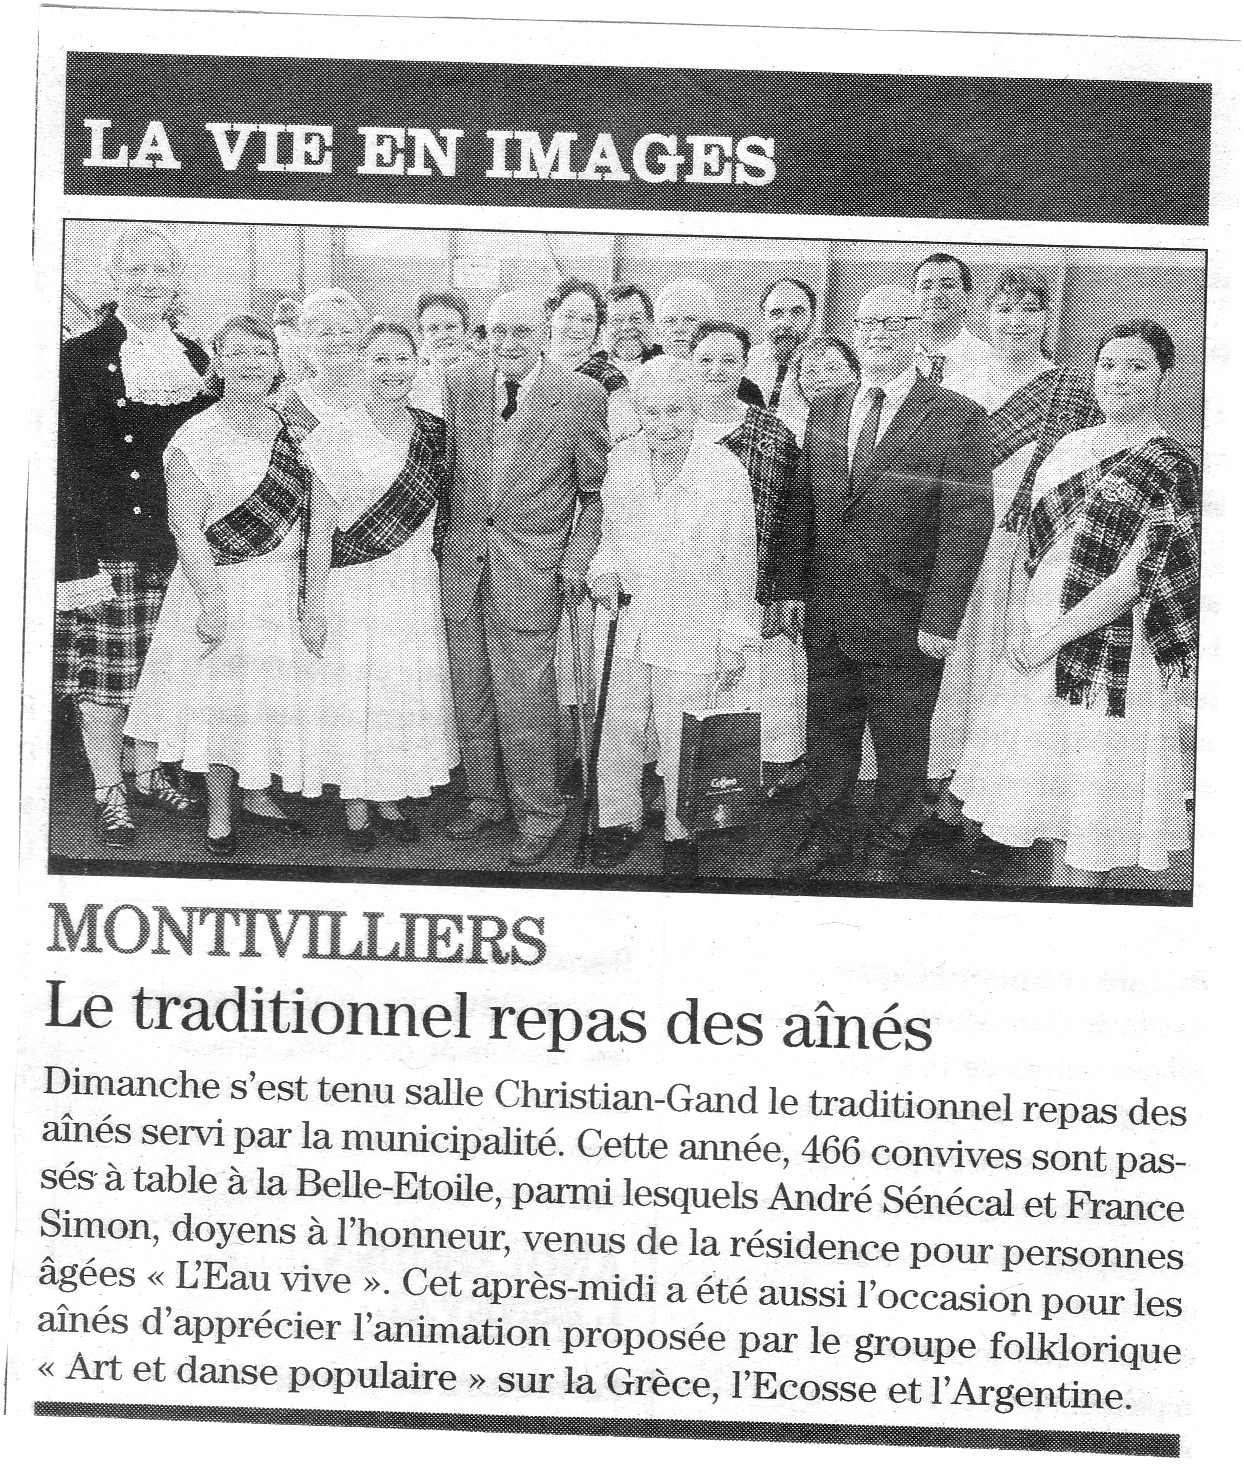 LA VIE EN IMAGES
MONTIVILLIERS
Le traditionnel repas des aînés
Dimanche s'est tenu salle Christian-Gand le traditionnel repas des
aînés servi par la municipalité. Cette année, 466 convives sont pas-
sés à table à la Belle-Etoile, parmi lesquels André Sénécal et France
Simon, doyens à l'honneur, venus de la résidence pour personnes
âgées « L'Eau vive ». Cet après-midi a été aussi l'occasion pour les
aînés d'apprécier l'animation proposée par le groupe folklorique
« Art et danse populaire » sur la Grèce, l'Ecosse et l'Argentine.